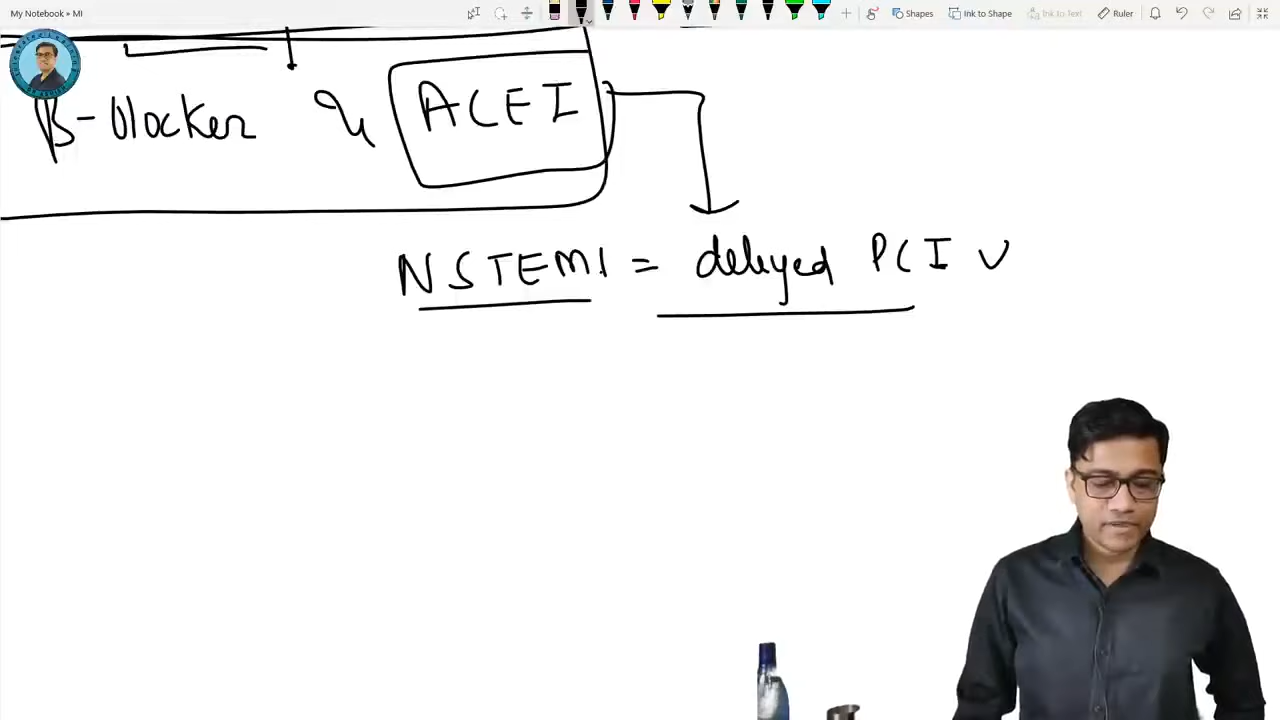 My Notebook » MI
Shapes Ink to Shape Ink to Text Ruler
β-blocker & ACEI
NSTEMI = delayed PCI